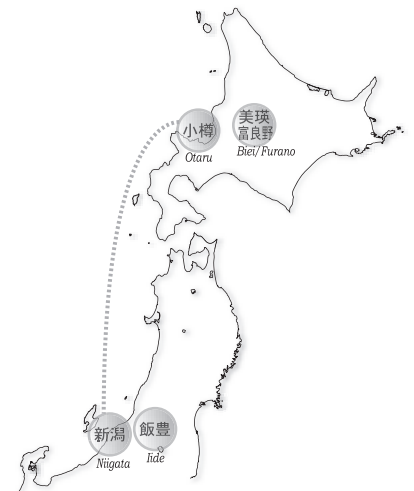 小樽
Otaru
美瑛
富良野
Biei/Furano
新潟
Niigata
飯豊
Iide